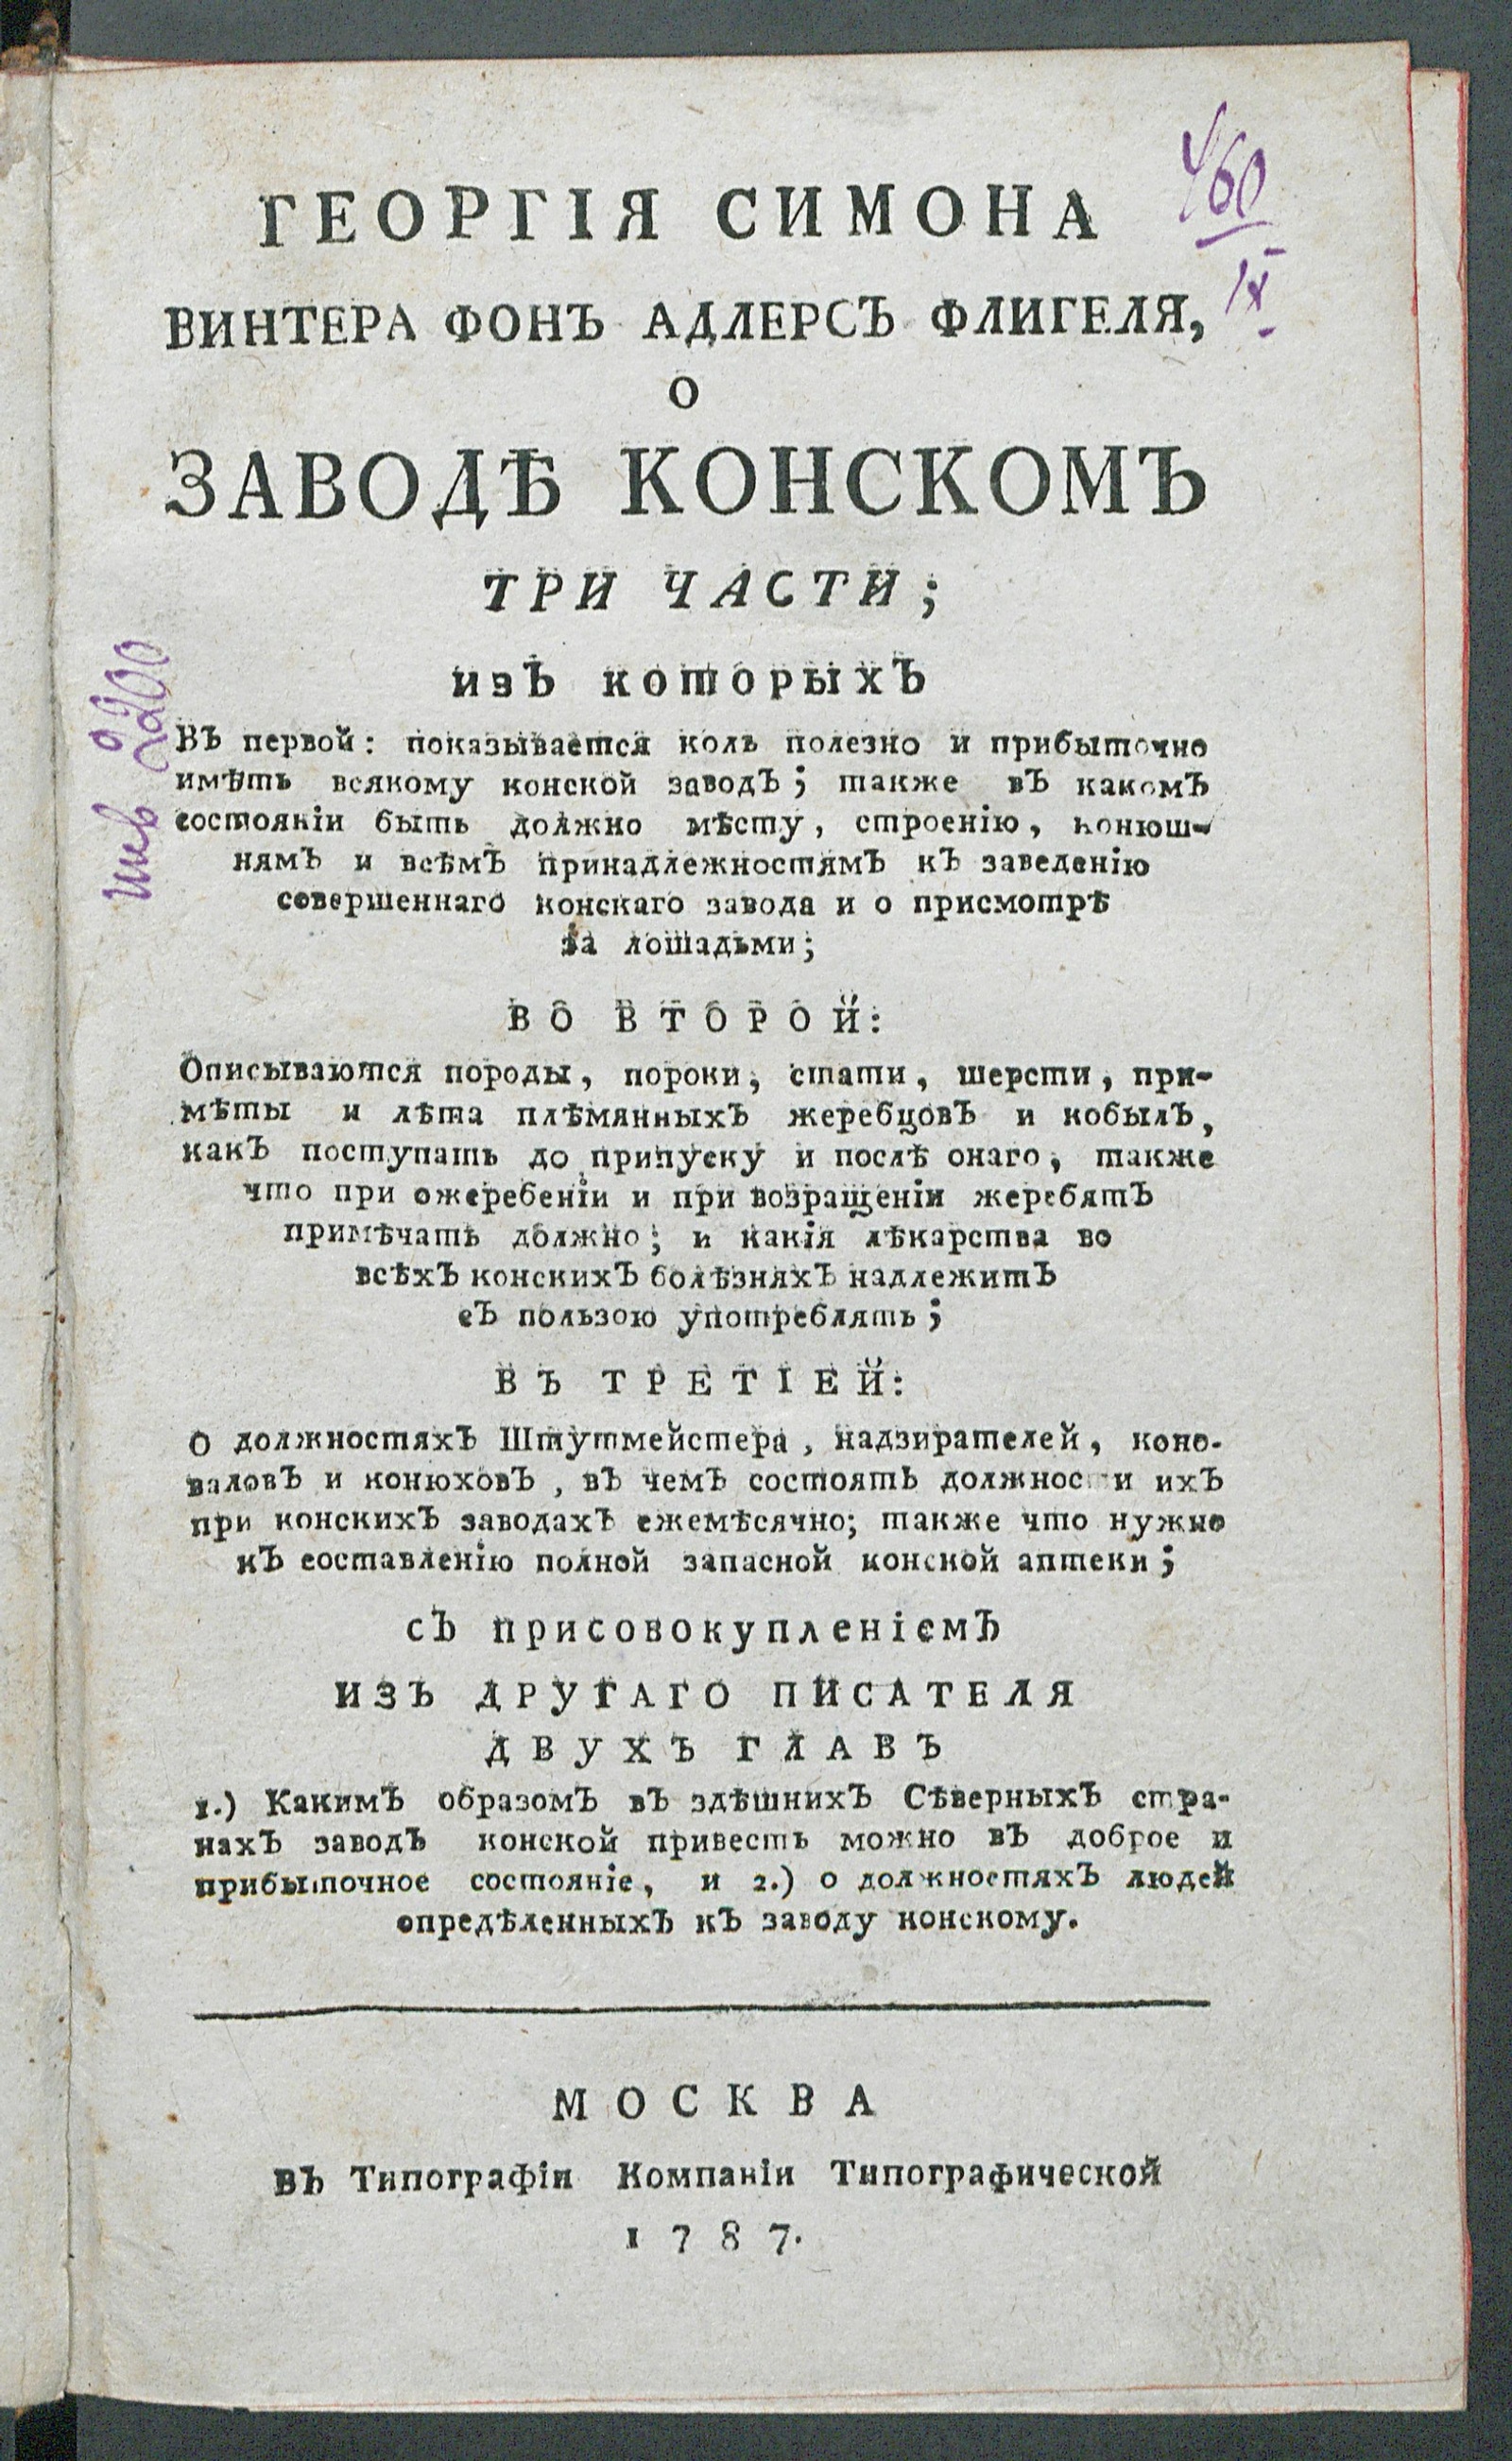 460
IX
ГЕОРГІЯ СИМОНА
ВИНТЕРА ФОНЪ АДЛЕРСЪ ФЛИГЕЛЯ,
О
ЗАВОДѢ КОНСКОМЪ
ТРИ ЧАСТИ;
изъ которыхъ
инв 2200
Въ первой: показывается коль полезно и прибыточно
имѣть всякому конской заводъ; также въ какомъ
состояніи быть должно мѣсту, строенію, конюш-
нямъ и всѣмъ принадлежностямъ къ заведенію
совершеннаго конскаго завода и о присмотрѣ
за лошадьми;
ВО ВТОРОЙ:
Описываются породы, пороки, стати, шерсти, при-
мѣты и лѣта плѣмянныхъ жеребцовъ и кобылъ,
какъ поступать до припуску и послѣ онаго, также
что при ожеребеніи и при возращеніи жеребятъ
примѣчать должно; и какія лѣкарства во
всѣхъ конскихъ болѣзняхъ надлежитъ
съ пользою употреблять;
ВЪ ТРЕТІЕЙ:
О должностяхъ Штутмейстера, надзирателей, коно-
валовъ и конюховъ, въ чемъ состоять должности ихъ
при конскихъ заводахъ ежемѣсячно; также что нужно
къ составленію полной запасной конской аптеки;
съ присовокупленіемъ
ИЗЪ ДРУГАГО ПИСАТЕЛЯ
ДВУХЪ ГЛАВЪ
1.) Какимъ образомъ въ здѣшнихъ Сѣверныхъ стра-
нахъ заводъ конской привесть можно въ доброе и
прибыточное состояніе, и 2.) о должностяхъ людей
опредѣленныхъ къ заводу конскому.
МОСКВА
Въ Типографіи Компаніи Типографической
1787.